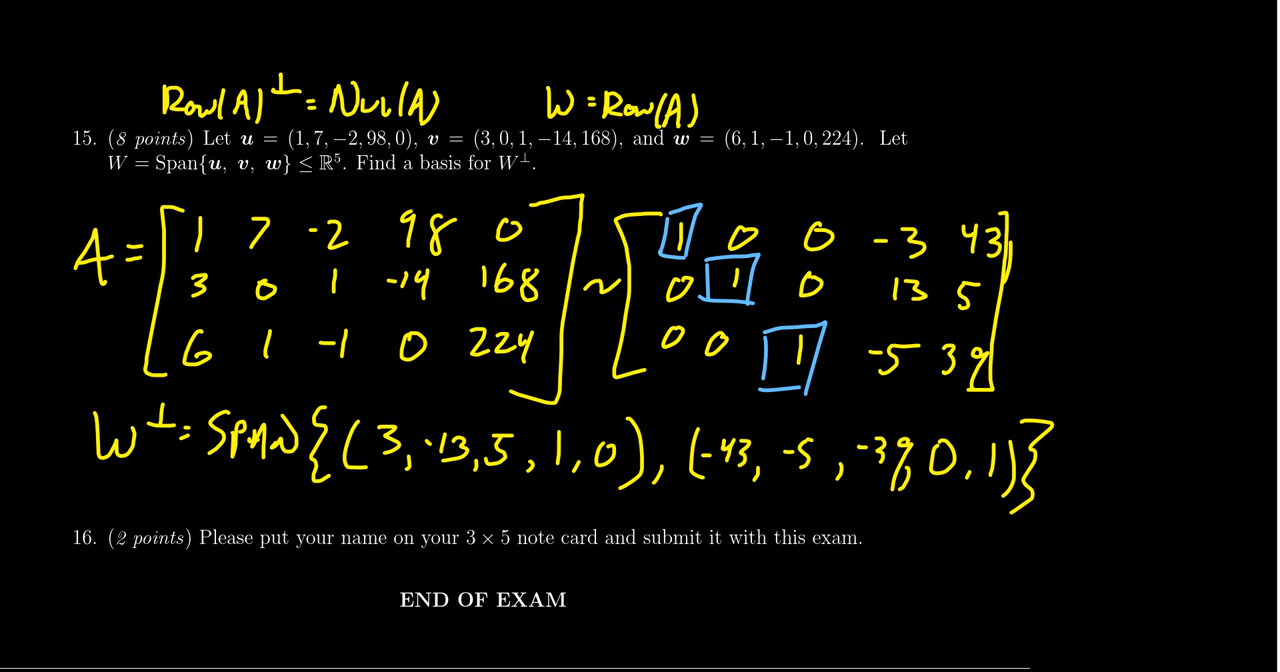 Row(A)⊥ = Nul(A) W = Row(A)
15. (8 points) Let u = (1, 7, −2, 98, 0), v = (3, 0, 1, −14, 168), and w = (6, 1, −1, 0, 224). Let
W = Span{u, v, w} ≤ ℝ⁵. Find a basis for W⊥.
A = [ 1 7 -2 98 0 ~ [ 1 0 0 -3 43
3 0 1 -14 168 0 1 0 13 5
6 1 -1 0 224 ] 0 0 1 -5 39 ]
W⊥ = SPAN {(3, -13, 5, 1, 0), (-43, -5, -39, 0, 1)}
16. (2 points) Please put your name on your 3 × 5 note card and submit it with this exam.
END OF EXAM